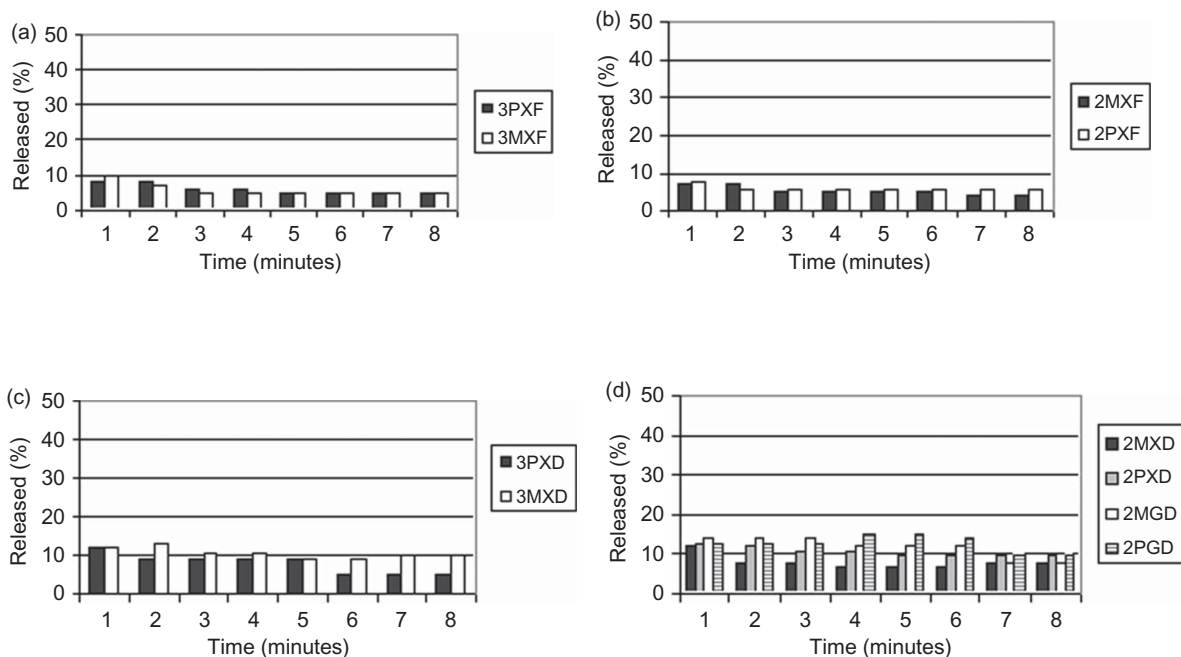 (a)
Released (%)
50
40
30
20
10
0
1 2 3 4 5 6 7 8
Time (minutes)
3PXF
3MXF
(b)
Released (%)
50
40
30
20
10
0
1 2 3 4 5 6 7 8
Time (minutes)
2MXF
2PXF
(c)
Released (%)
50
40
30
20
10
0
1 2 3 4 5 6 7 8
Time (minutes)
3PXD
3MXD
(d)
Released (%)
50
40
30
20
10
0
1 2 3 4 5 6 7 8
Time (minutes)
2MXD
2PXD
2MGD
2PGD